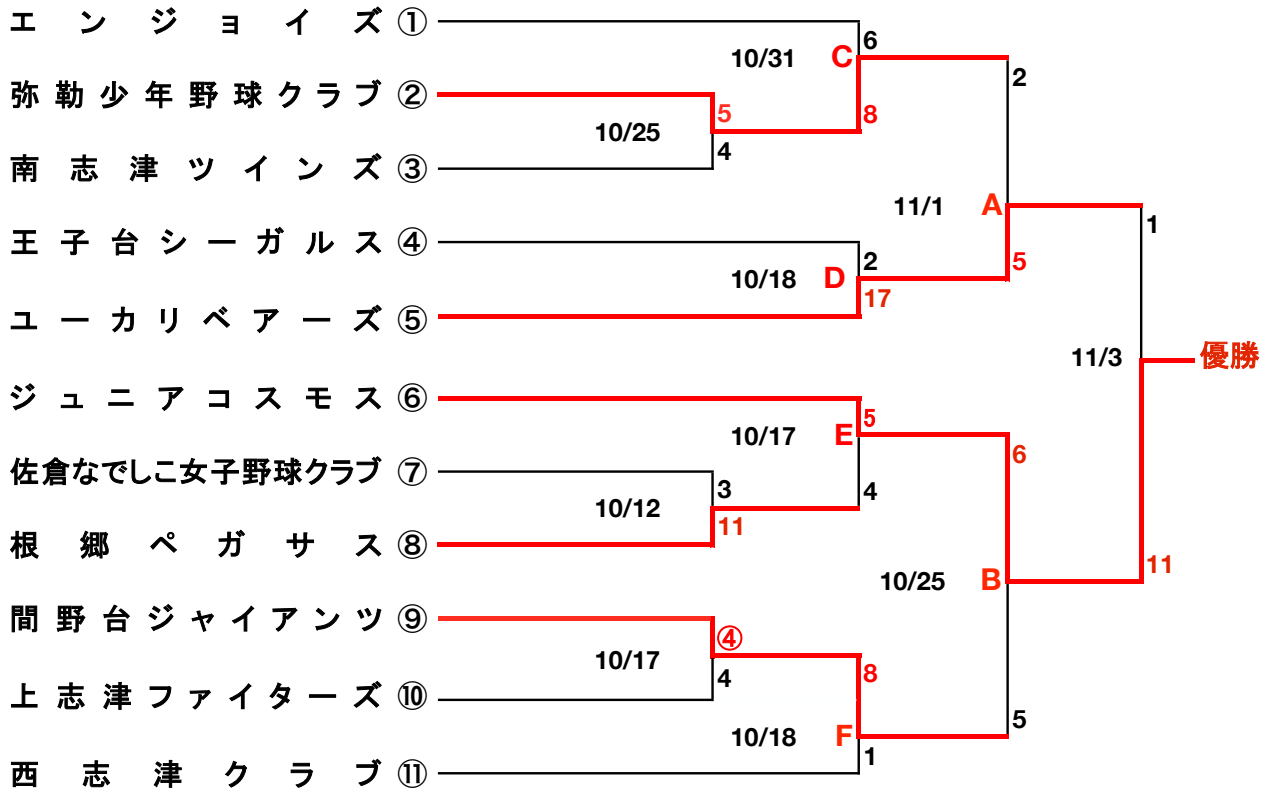 エンジョイズ ①
6
10/31 C
2
弥勒少年野球クラブ ②
5
8
10/25
4
南志津ツインズ ③
11/1 A
1
王子台シーガルス ④
2
5
10/18 D
17
ユーカリベアーズ ⑤
11/3 優勝
ジュニアコスモス ⑥
5
10/17 E
6
佐倉なでしこ女子野球クラブ ⑦
3
4
10/12
11
根郷ペガサス ⑧
11
10/25 B
間野台ジャイアンツ ⑨
④
10/17
8
4
上志津ファイターズ ⑩
5
10/18 F
1
西志津クラブ ⑪